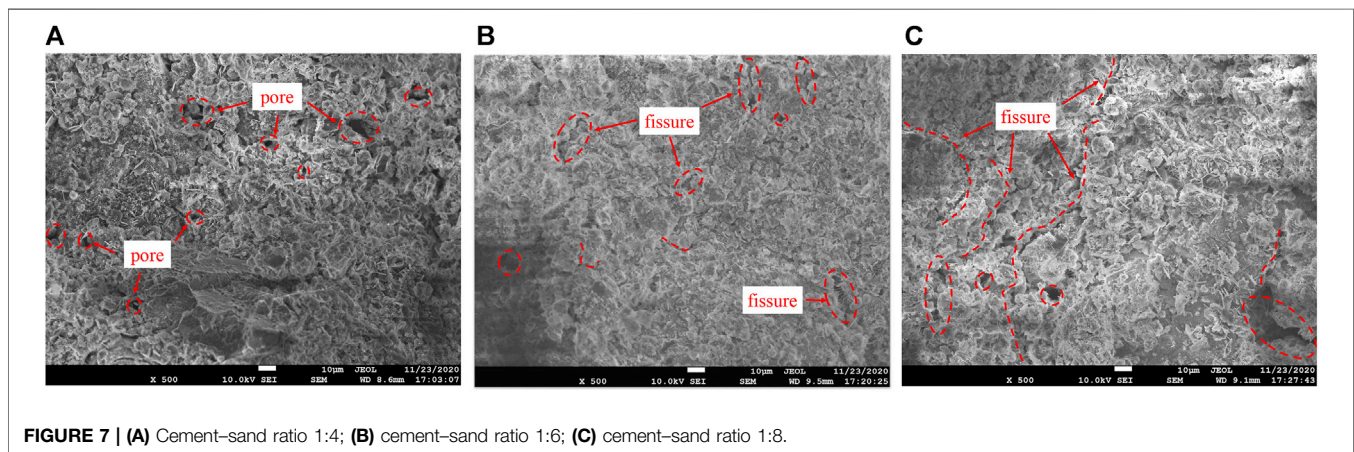 A
B
C
pore
pore
fissure
fissure
fissure
10μm JEOL 11/23/2020
X 500 10.0kV SEI SEM WD 8.6mm 17:03:07
10μm JEOL 11/23/2020
X 500 10.0kV SEI SEM WD 9.5mm 17:20:25
10μm JEOL 11/23/2020
X 500 10.0kV SEI SEM WD 9.1mm 17:27:43
FIGURE 7 | (A) Cement–sand ratio 1:4; (B) cement–sand ratio 1:6; (C) cement–sand ratio 1:8.